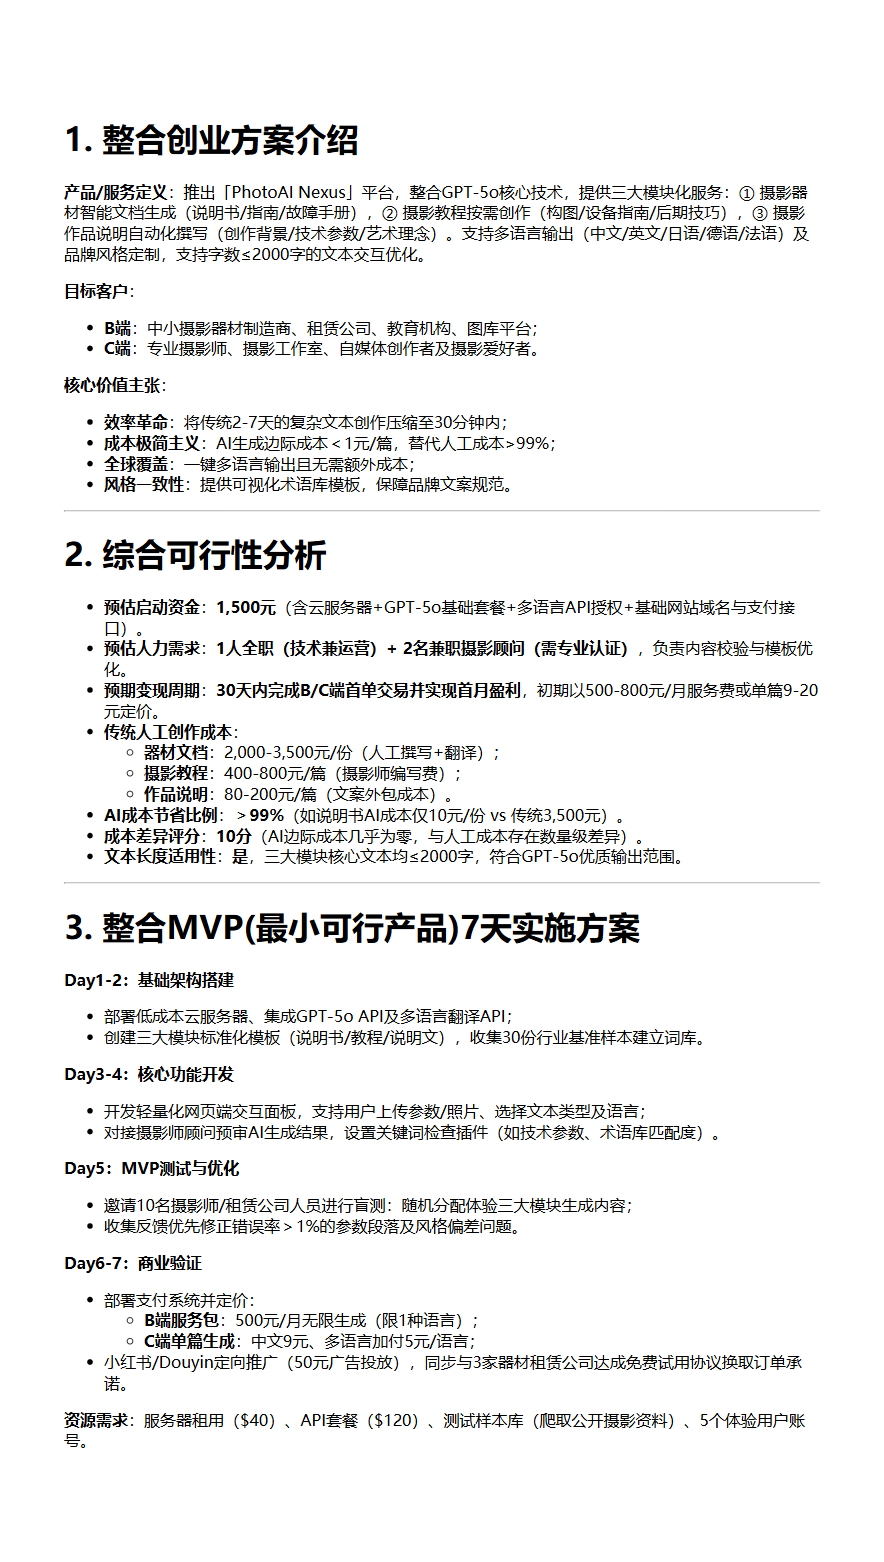 1. 整合创业方案介绍
产品/服务定义：推出「PhotoAI Nexus」平台，整合GPT-5o核心技术，提供三大模块化服务：① 摄影器
材智能文档生成（说明书/指南/故障手册），② 摄影教程按需创作（构图/设备指南/后期技巧），③ 摄影
作品说明自动化撰写（创作背景/技术参数/艺术理念）。支持多语言输出（中文/英文/日语/德语/法语）及
品牌风格定制，支持字数≤2000字的文本交互优化。
目标客户：
• B端：中小摄影器材制造商、租赁公司、教育机构、图库平台；
• C端：专业摄影师、摄影工作室、自媒体创作者及摄影爱好者。
核心价值主张：
• 效率革命：将传统2-7天的复杂文本创作压缩至30分钟内；
• 成本极简主义：AI生成边际成本＜1元/篇，替代人工成本>99%；
• 全球覆盖：一键多语言输出且无需额外成本；
• 风格一致性：提供可视化术语库模板，保障品牌文案规范。
2. 综合可行性分析
• 预估启动资金：1,500元（含云服务器+GPT-5o基础套餐+多语言API授权+基础网站域名与支付接
口）。
• 预估人力需求：1人全职（技术兼运营）+ 2名兼职摄影顾问（需专业认证），负责内容校验与模板优
化。
• 预期变现周期：30天内完成B/C端首单交易并实现首月盈利，初期以500-800元/月服务费或单篇9-20
元定价。
• 传统人工创作成本：
◦ 器材文档：2,000-3,500元/份（人工撰写+翻译）；
◦ 摄影教程：400-800元/篇（摄影师编写费）；
◦ 作品说明：80-200元/篇（文案外包成本）。
• AI成本节省比例：＞99%（如说明书AI成本仅10元/份 vs 传统3,500元）。
• 成本差异评分：10分（AI边际成本几乎为零，与人工成本存在数量级差异）。
• 文本长度适用性：是，三大模块核心文本均≤2000字，符合GPT-5o优质输出范围。
3. 整合MVP(最小可行产品)7天实施方案
Day1-2：基础架构搭建
• 部署低成本云服务器、集成GPT-5o API及多语言翻译API；
• 创建三大模块标准化模板（说明书/教程/说明文），收集30份行业基准样本建立词库。
Day3-4：核心功能开发
• 开发轻量化网页端交互面板，支持用户上传参数/照片、选择文本类型及语言；
• 对接摄影师顾问预审AI生成结果，设置关键词检查插件（如技术参数、术语库匹配度）。
Day5：MVP测试与优化
• 邀请10名摄影师/租赁公司人员进行盲测：随机分配体验三大模块生成内容；
• 收集反馈优先修正错误率＞1%的参数段落及风格偏差问题。
Day6-7：商业验证
• 部署支付系统并定价：
◦ B端服务包：500元/月无限生成（限1种语言）；
◦ C端单篇生成：中文9元、多语言加付5元/语言；
• 小红书/Douyin定向推广（50元广告投放），同步与3家器材租赁公司达成免费试用协议换取订单承
诺。
资源需求：服务器租用（$40）、API套餐（$120）、测试样本库（爬取公开摄影资料）、5个体验用户账
号。